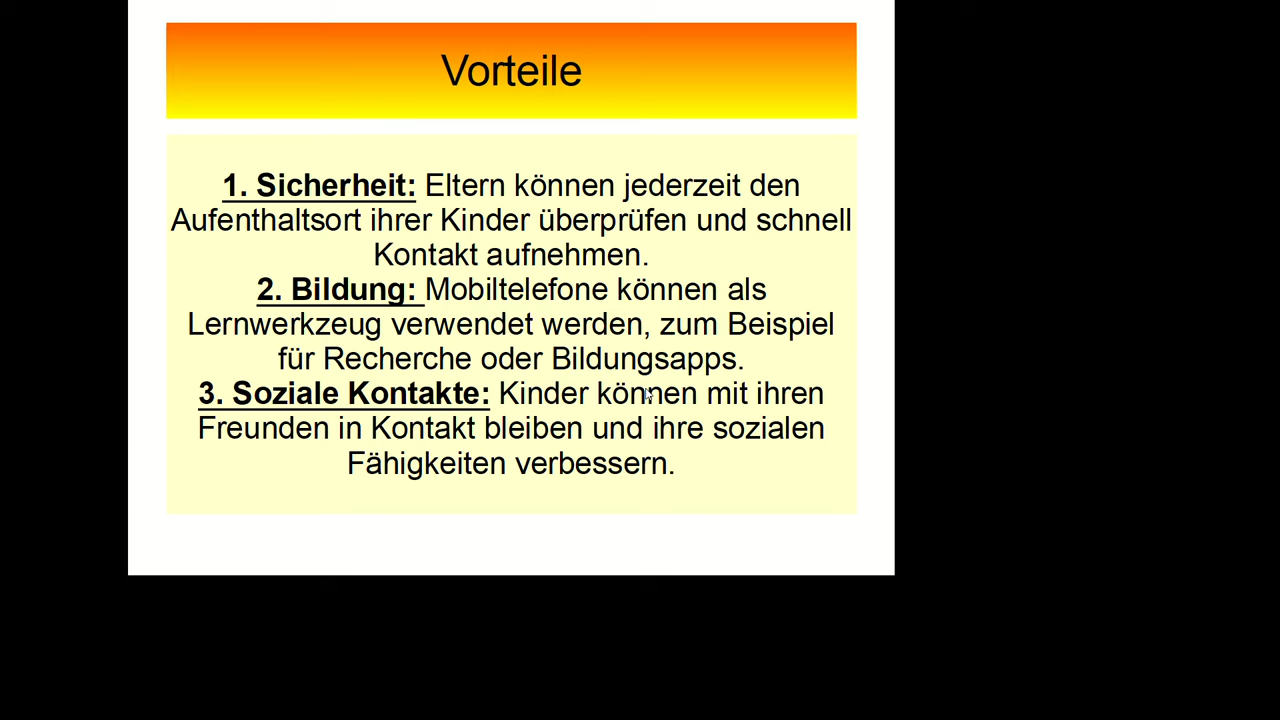 Vorteile
1. Sicherheit: Eltern können jederzeit den
Aufenthaltsort ihrer Kinder überprüfen und schnell
Kontakt aufnehmen.
2. Bildung: Mobiltelefone können als
Lernwerkzeug verwendet werden, zum Beispiel
für Recherche oder Bildungsapps.
3. Soziale Kontakte: Kinder können mit ihren
Freunden in Kontakt bleiben und ihre sozialen
Fähigkeiten verbessern.